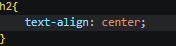 h2{
text-align: center;
}